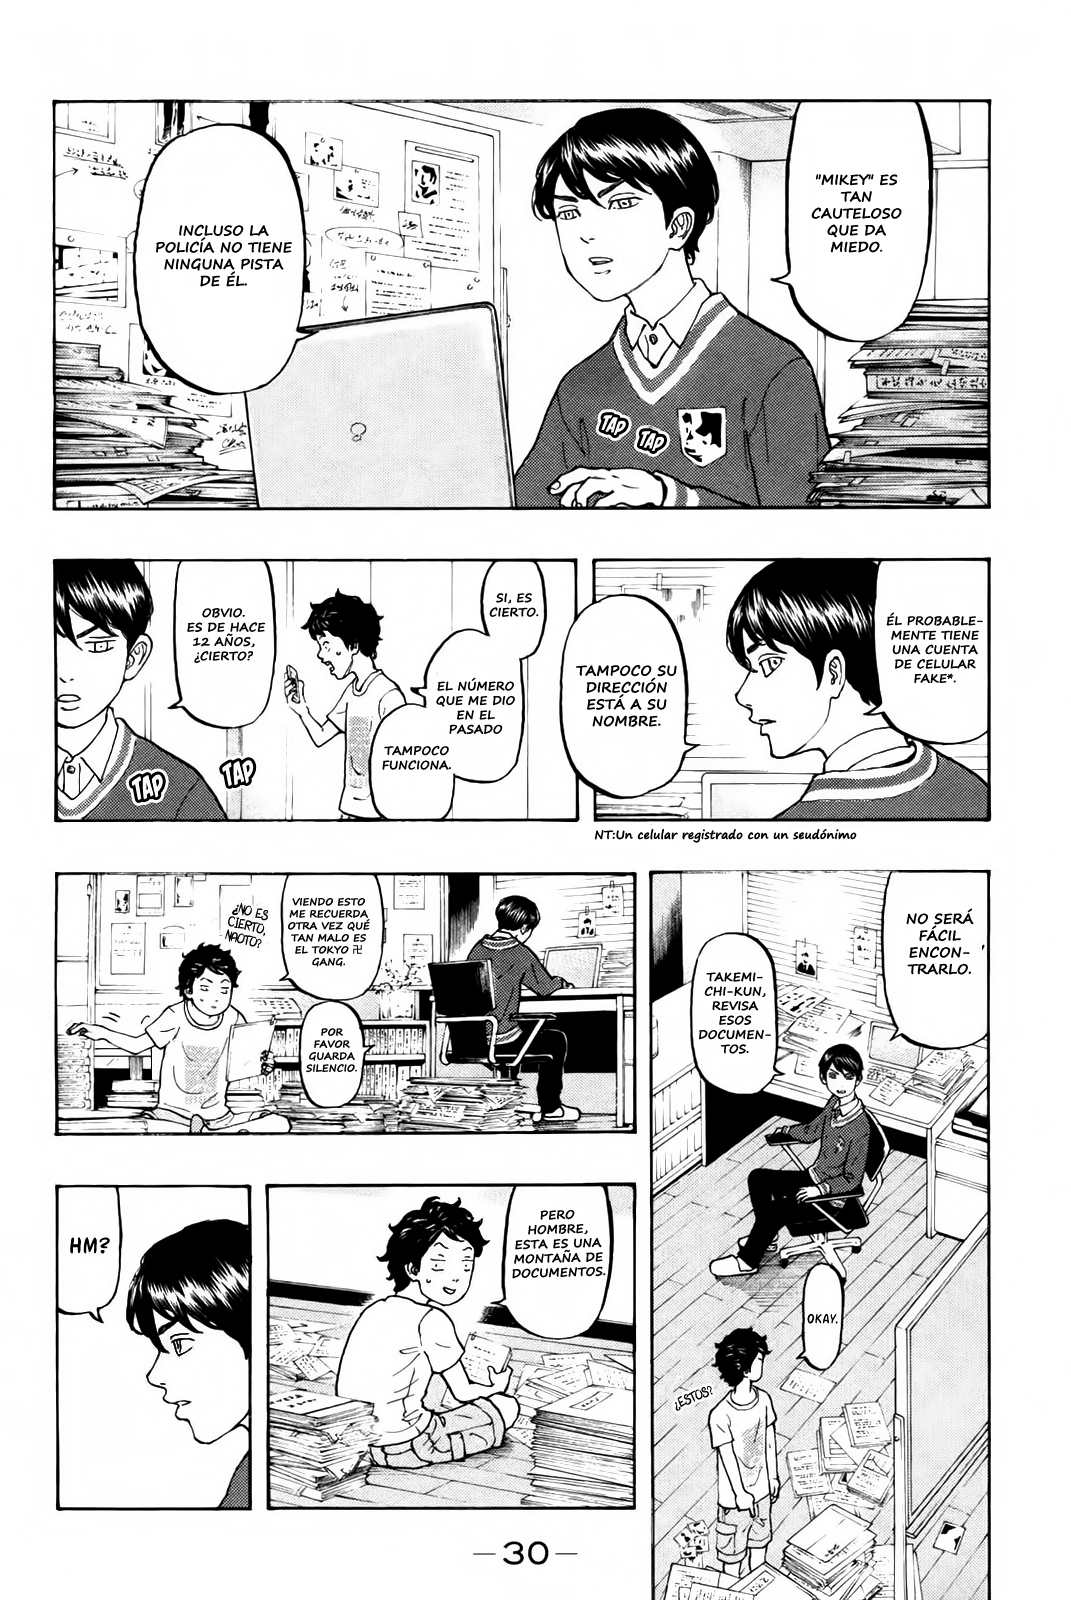 "MIKEY" ES
TAN
CAUTELOSO
QUE DA
MIEDO.
INCLUSO LA
POLICÍA NO TIENE
NINGUNA PISTA
DE ÉL.
TAP
TAP
ÉL PROBABLE-
MENTE TIENE
UNA CUENTA
DE CELULAR
FAKE*.
TAMPOCO SU
DIRECCIÓN
ESTÁ A SU
NOMBRE.
NT:Un celular registrado con un seudónimo
SI, ES
CIERTO.
EL NÚMERO
QUE ME DIO
EN EL
PASADO
TAMPOCO
FUNCIONA.
OBVIO.
ES DE HACE
12 AÑOS,
¿CIERTO?
TAP
TAP
NO SERÁ
FÁCIL
ENCON-
TRARLO.
TAKEMI-
CHI-KUN,
REVISA
ESOS
DOCUMEN-
TOS.
OKAY.
¿ESTOS?
VIENDO ESTO
ME RECUERDA
OTRA VEZ QUÉ
TAN MALO ES
EL TOKYO 卍
GANG.
¿NO ES
CIERTO,
NAOTO?
POR
FAVOR
GUARDA
SILENCIO.
PERO
HOMBRE,
ESTA ES UNA
MONTAÑA DE
DOCUMENTOS.
HM?
—30—